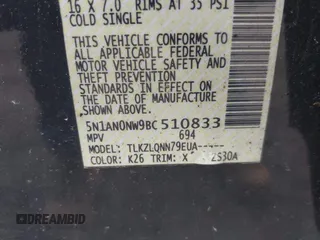 16 X 7.0 RIMS AT 35 PSI
COLD SINGLE
THIS VEHICLE CONFORMS TO
ALL APPLICABLE FEDERAL
MOTOR VEHICLE SAFETY AND
THEFT PREVENTION
STANDARDS IN EFFECT ON
THE DATE OF MANUFACTURE
SHOWN ABOVE.
5N1AN0NW9BC510833
MPV 694
MODEL: TLKZLQNN79EUA-----
COLOR: K26 TRIM: X
DREAMBID